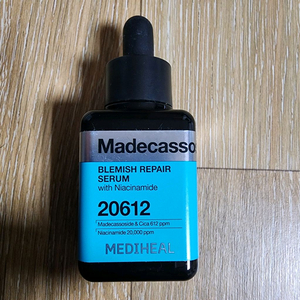 Madecasso
BLEMISH REPAIR
SERUM
with Niacinamide
20612
Madecassoside & Cica 612 ppm
Niacinamide 20,000 ppm
MEDIHEAL